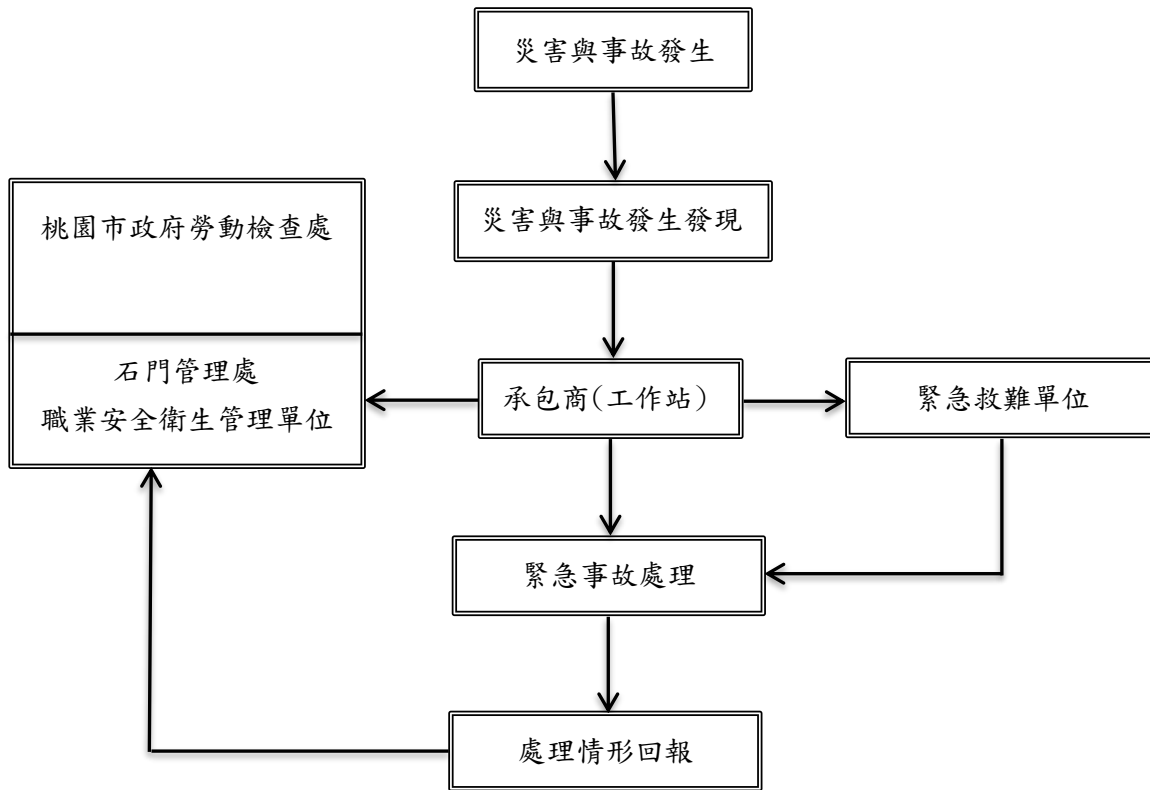 災害與事故發生
災害與事故發生發現
桃園市政府勞動檢查處
石門管理處
職業安全衛生管理單位
承包商(工作站)
緊急救難單位
緊急事故處理
處理情形回報